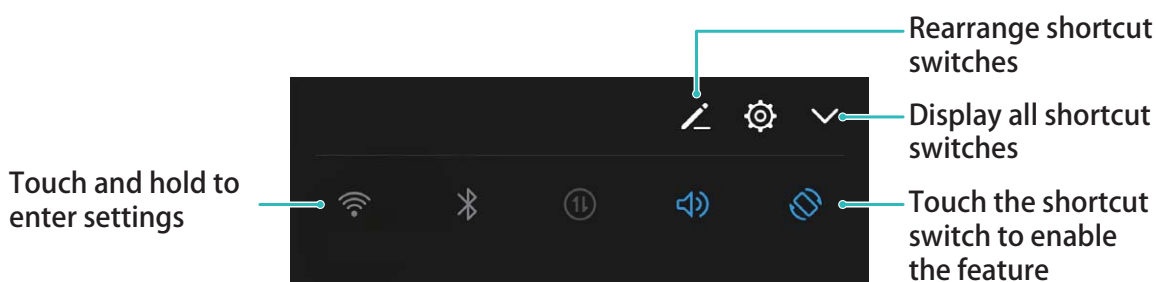 Rearrange shortcut
switches
Display all shortcut
switches
Touch and hold to
enter settings
Touch the shortcut
switch to enable
the feature